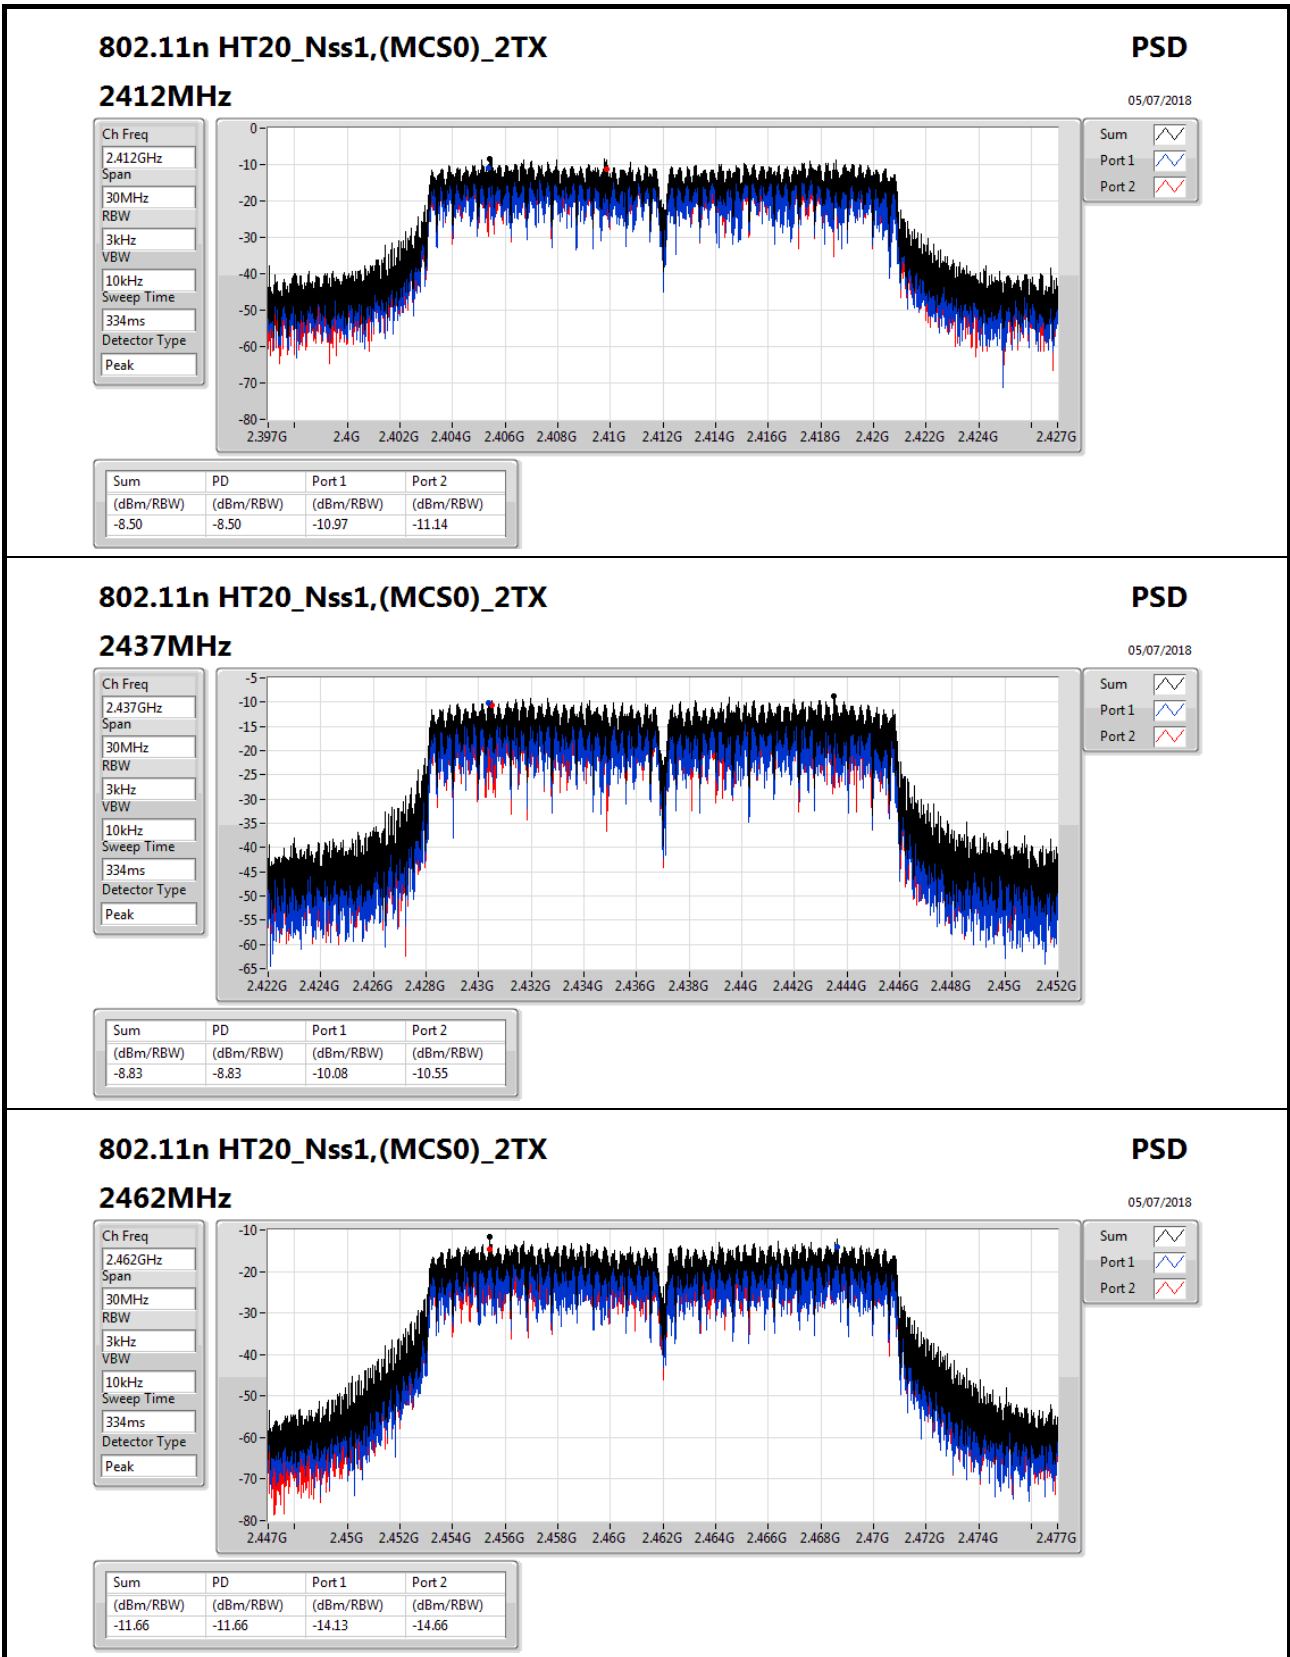 802.11n HT20_Nss1,(MCS0)_2TX PSD
2412MHz 05/07/2018
Ch Freq
2.412GHz
Span
30MHz
RBW
3kHz
VBW
10kHz
Sweep Time
334ms
Detector Type
Peak
0
-10
-20
-30
-40
-50
-60
-70
-80
2.397G 2.4G 2.402G 2.404G 2.406G 2.408G 2.41G 2.412G 2.414G 2.416G 2.418G 2.42G 2.422G 2.424G 2.427G
Sum
Port 1
Port 2
Sum PD Port 1 Port 2
(dBm/RBW) (dBm/RBW) (dBm/RBW) (dBm/RBW)
-8.50 -8.50 -10.97 -11.14
802.11n HT20_Nss1,(MCS0)_2TX PSD
2437MHz 05/07/2018
Ch Freq
2.437GHz
Span
30MHz
RBW
3kHz
VBW
10kHz
Sweep Time
334ms
Detector Type
Peak
-5
-10
-15
-20
-25
-30
-35
-40
-45
-50
-55
-60
-65
2.422G 2.424G 2.426G 2.428G 2.43G 2.432G 2.434G 2.436G 2.438G 2.44G 2.442G 2.444G 2.446G 2.448G 2.45G 2.452G
Sum
Port 1
Port 2
Sum PD Port 1 Port 2
(dBm/RBW) (dBm/RBW) (dBm/RBW) (dBm/RBW)
-8.83 -8.83 -10.08 -10.55
802.11n HT20_Nss1,(MCS0)_2TX PSD
2462MHz 05/07/2018
Ch Freq
2.462GHz
Span
30MHz
RBW
3kHz
VBW
10kHz
Sweep Time
334ms
Detector Type
Peak
-10
-20
-30
-40
-50
-60
-70
-80
2.447G 2.45G 2.452G 2.454G 2.456G 2.458G 2.46G 2.462G 2.464G 2.466G 2.468G 2.47G 2.472G 2.474G 2.477G
Sum
Port 1
Port 2
Sum PD Port 1 Port 2
(dBm/RBW) (dBm/RBW) (dBm/RBW) (dBm/RBW)
-11.66 -11.66 -14.13 -14.66